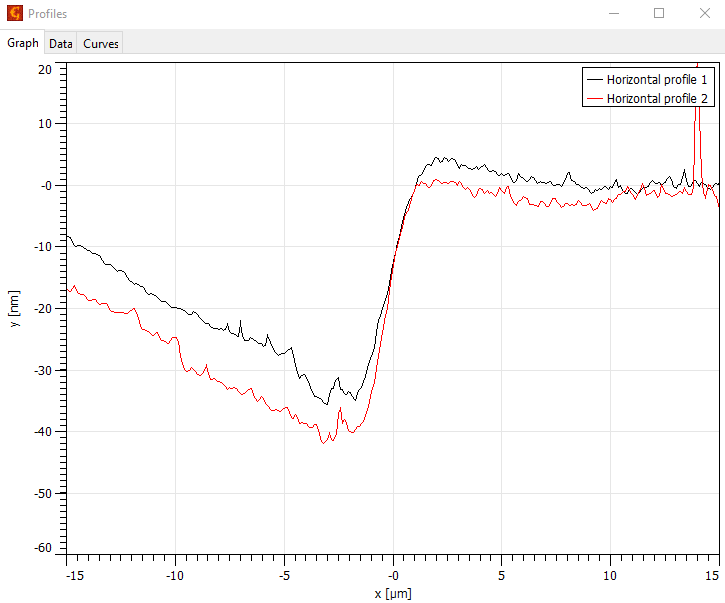 Profiles
Graph Data Curves
Horizontal profile 1
Horizontal profile 2
20
10
-0
-10
-20
-30
-40
-50
-60
y [nm]
-15 -10 -5 -0 5 10 15
x [µm]